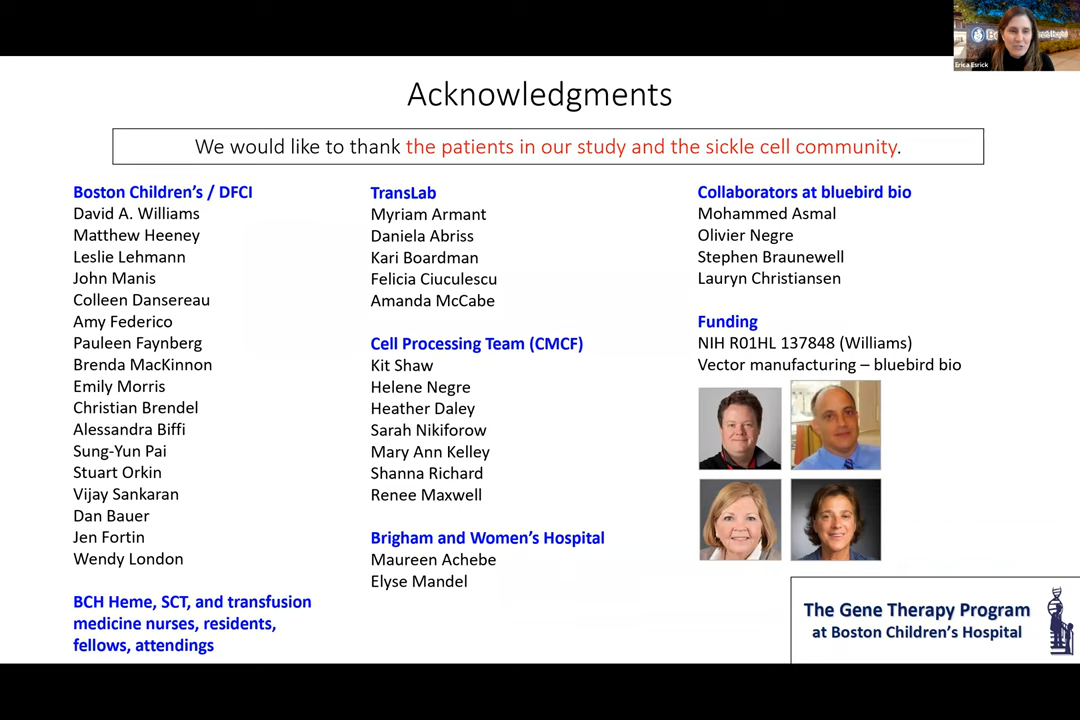 Erica Esrick
Acknowledgments
We would like to thank the patients in our study and the sickle cell community.
Boston Children's / DFCI
David A. Williams
Matthew Heeney
Leslie Lehmann
John Manis
Colleen Dansereau
Amy Federico
Pauleen Faynberg
Brenda MacKinnon
Emily Morris
Christian Brendel
Alessandra Biffi
Sung-Yun Pai
Stuart Orkin
Vijay Sankaran
Dan Bauer
Jen Fortin
Wendy London
BCH Heme, SCT, and transfusion
medicine nurses, residents,
fellows, attendings
TransLab
Myriam Armant
Daniela Abriss
Kari Boardman
Felicia Ciuculescu
Amanda McCabe
Cell Processing Team (CMCF)
Kit Shaw
Helene Negre
Heather Daley
Sarah Nikiforow
Mary Ann Kelley
Shanna Richard
Renee Maxwell
Brigham and Women's Hospital
Maureen Achebe
Elyse Mandel
Collaborators at bluebird bio
Mohammed Asmal
Olivier Negre
Stephen Braunewell
Lauryn Christiansen
Funding
NIH R01HL 137848 (Williams)
Vector manufacturing – bluebird bio
The Gene Therapy Program
at Boston Children's Hospital